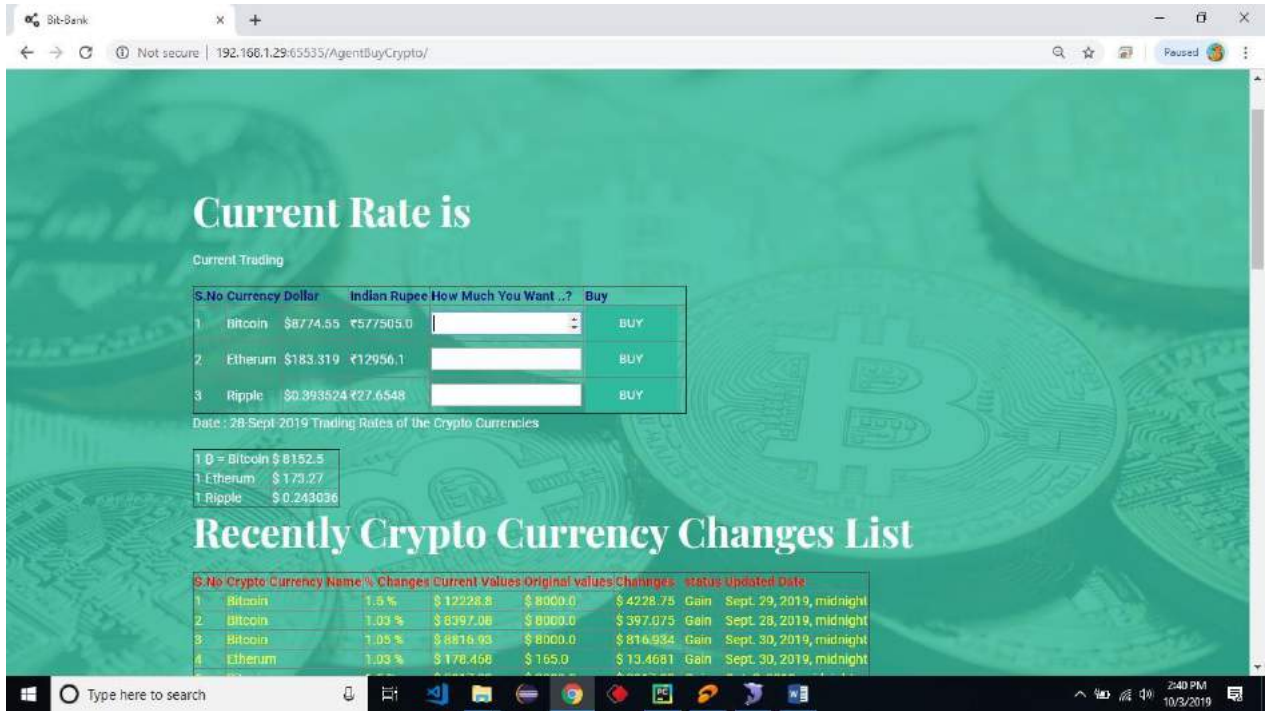 Bit-Bank
Not secure | 192.168.1.29:65535/AgentBuyCrypto/
Paused
Current Rate is
Current Trading
S.No Currency Dollar Indian Rupee How Much You Want ..? Buy
1 Bitcoin $8774.55 ₹577505.0 BUY
2 Etherum $183.319 ₹12956.1 BUY
3 Ripple $0.393524 ₹27.6548 BUY
Date : 28-Sept-2019 Trading Rates of the Crypto Currencies
1 ₿ = Bitcoin $ 8152.5
1 Etherum $ 173.27
1 Ripple $ 0.243036
Recently Crypto Currency Changes List
S.No Crypto Currency Name % Changes Current Values Original values Channges status Updated Date
1 Bitcoin 1.5 % $ 12228.8 $ 8000.0 $ 4228.75 Gain Sept. 29, 2019, midnight
2 Bitcoin 1.03 % $ 8397.08 $ 8000.0 $ 397.075 Gain Sept. 28, 2019, midnight
3 Bitcoin 1.05 % $ 8816.93 $ 8000.0 $ 816.934 Gain Sept. 30, 2019, midnight
4 Etherum 1.03 % $ 178.468 $ 165.0 $ 13.4681 Gain Sept. 30, 2019, midnight
Type here to search
2:40 PM
10/3/2019